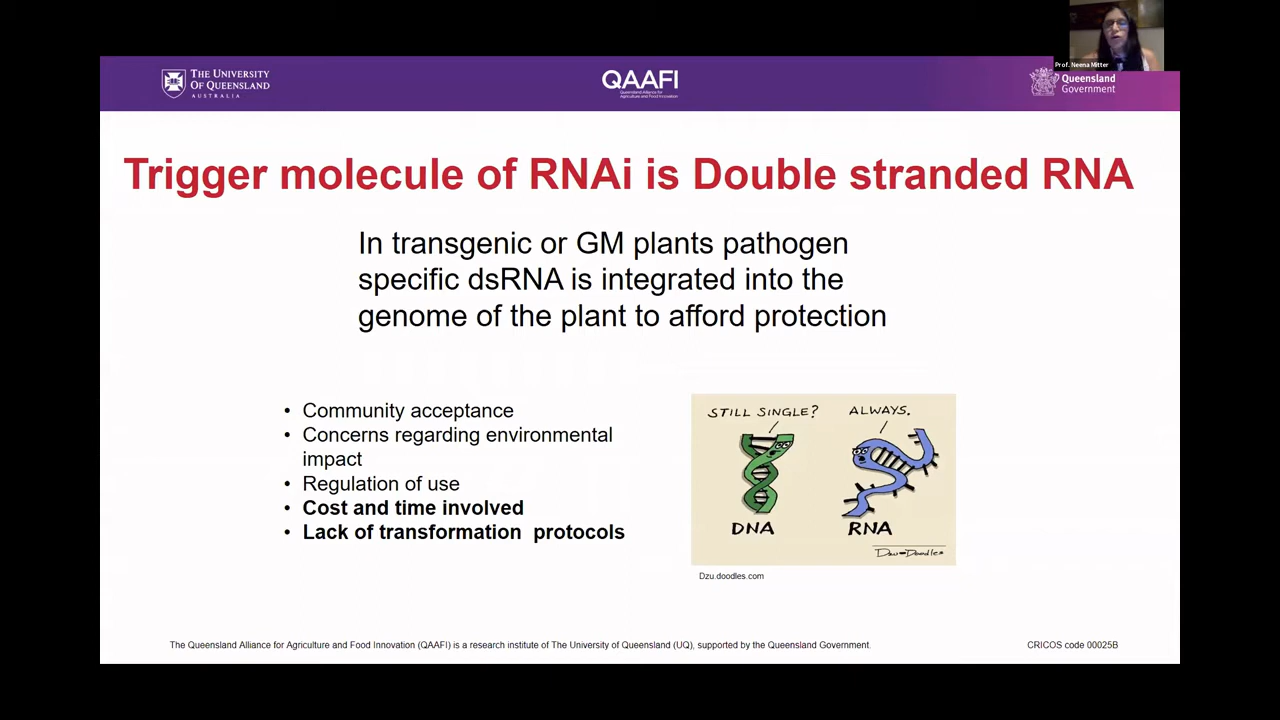 Prof. Neena Mitter
THE UNIVERSITY
OF QUEENSLAND
AUSTRALIA
QAAFI
Queensland Alliance for
Agriculture and Food Innovation
Queensland
Government
Trigger molecule of RNAi is Double stranded RNA
In transgenic or GM plants pathogen
specific dsRNA is integrated into the
genome of the plant to afford protection
• Community acceptance
• Concerns regarding environmental
impact
• Regulation of use
• Cost and time involved
• Lack of transformation protocols
STILL SINGLE?
ALWAYS.
DNA
RNA
Dzu-Doodles
Dzu.doodles.com
The Queensland Alliance for Agriculture and Food Innovation (QAAFI) is a research institute of The University of Queensland (UQ), supported by the Queensland Government.
CRICOS code 00025B